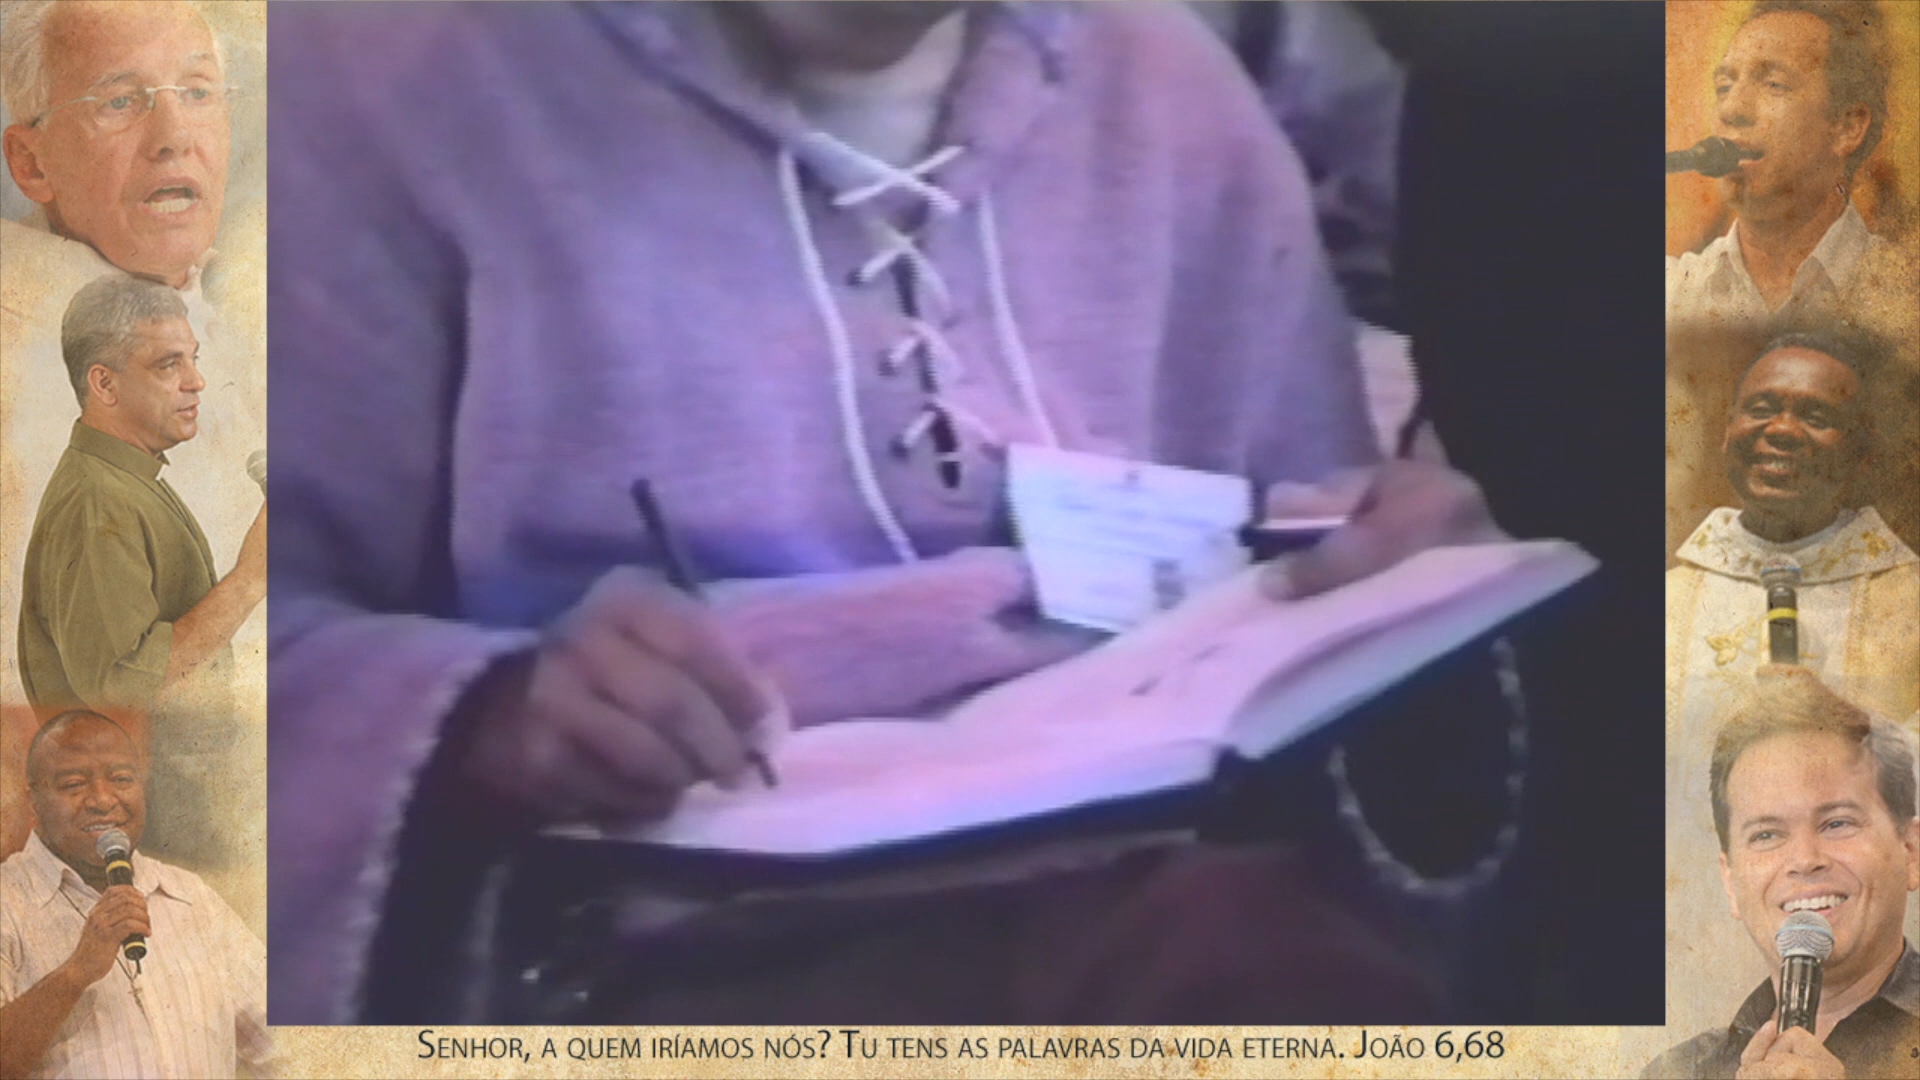 Senhor, a quem iríamos nós? Tu tens as palavras da vida eterna. João 6,68